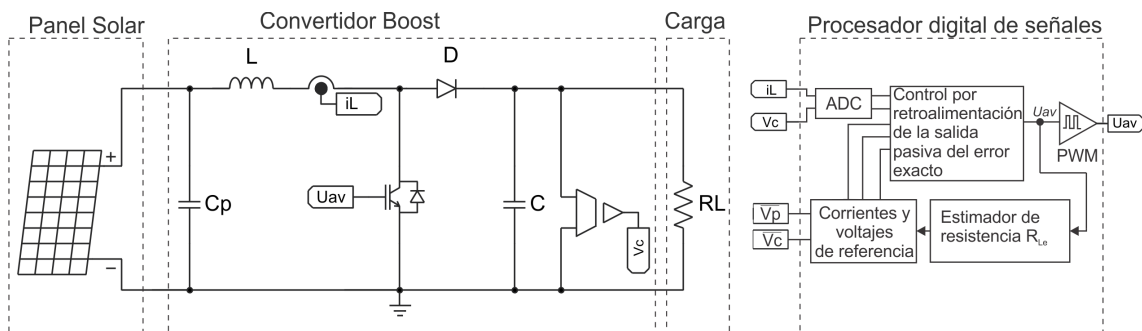 Panel Solar
Convertidor Boost
Carga
Procesador digital de señales
L
D
iL
Uav
Cp
C
Vc
RL
+
−
iL
Vc
ADC
Control por
retroalimentación
de la salida
pasiva del error
exacto
Uav
PWM
Uav
Vp
Vc
Corrientes y
voltajes
de referencia
Estimador de
resistencia RLe